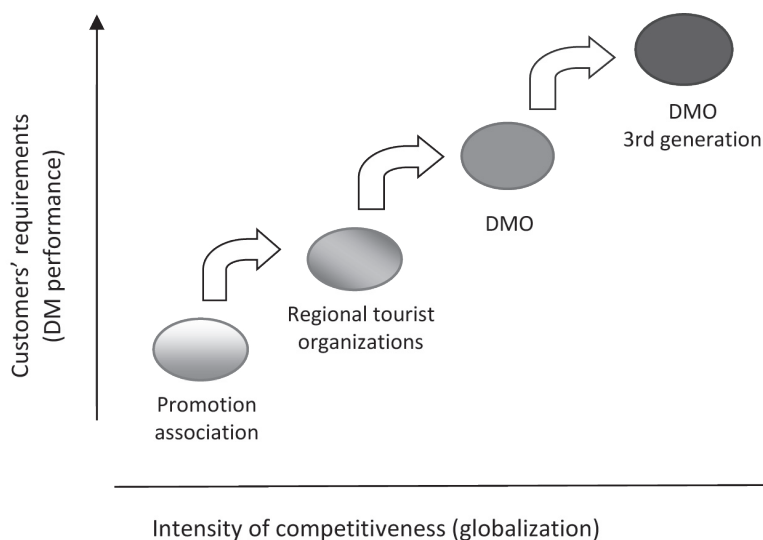 DMO
3rd generation
DMO
Regional tourist
organizations
Promotion
association
Customers’ requirements
(DM performance)
Intensity of competitiveness (globalization)